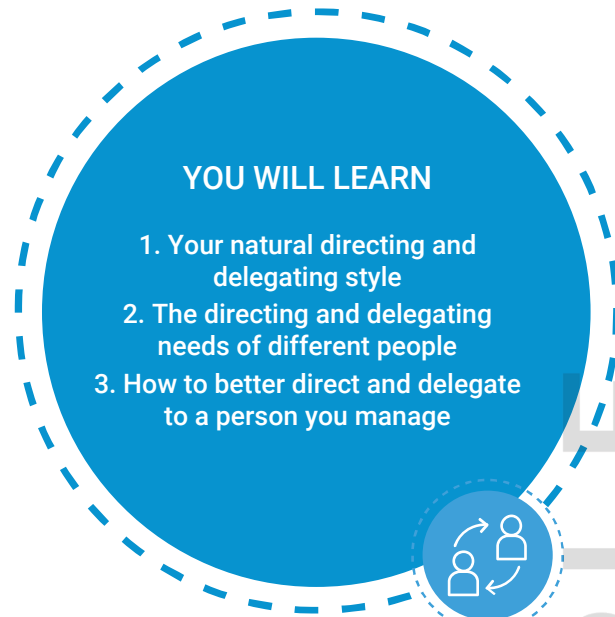 YOU WILL LEARN
1. Your natural directing and
delegating style
2. The directing and delegating
needs of different people
3. How to better direct and delegate
to a person you manage